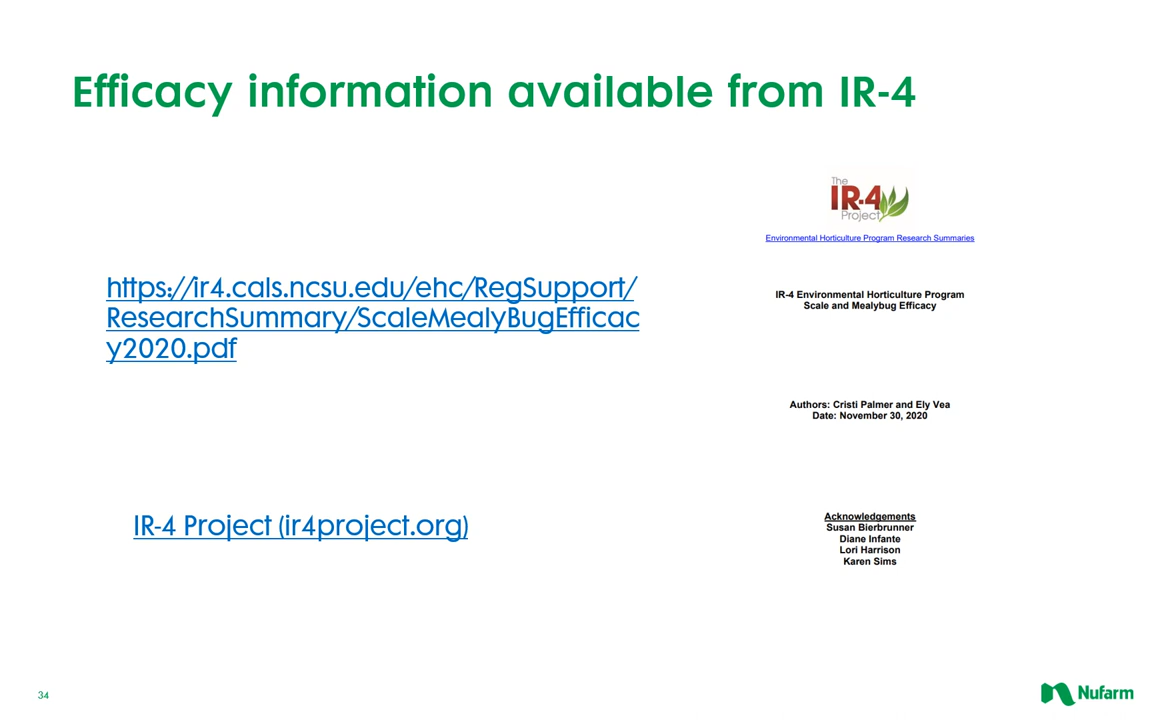 Efficacy information available from IR-4
https://ir4.cals.ncsu.edu/ehc/RegSupport/
ResearchSummary/ScaleMealyBugEfficac
y2020.pdf
IR-4 Project (ir4project.org)
The
IR-4
Project
Environmental Horticulture Program Research Summaries
IR-4 Environmental Horticulture Program
Scale and Mealybug Efficacy
Authors: Cristi Palmer and Ely Vea
Date: November 30, 2020
Acknowledgements
Susan Bierbrunner
Diane Infante
Lori Harrison
Karen Sims
34
Nufarm